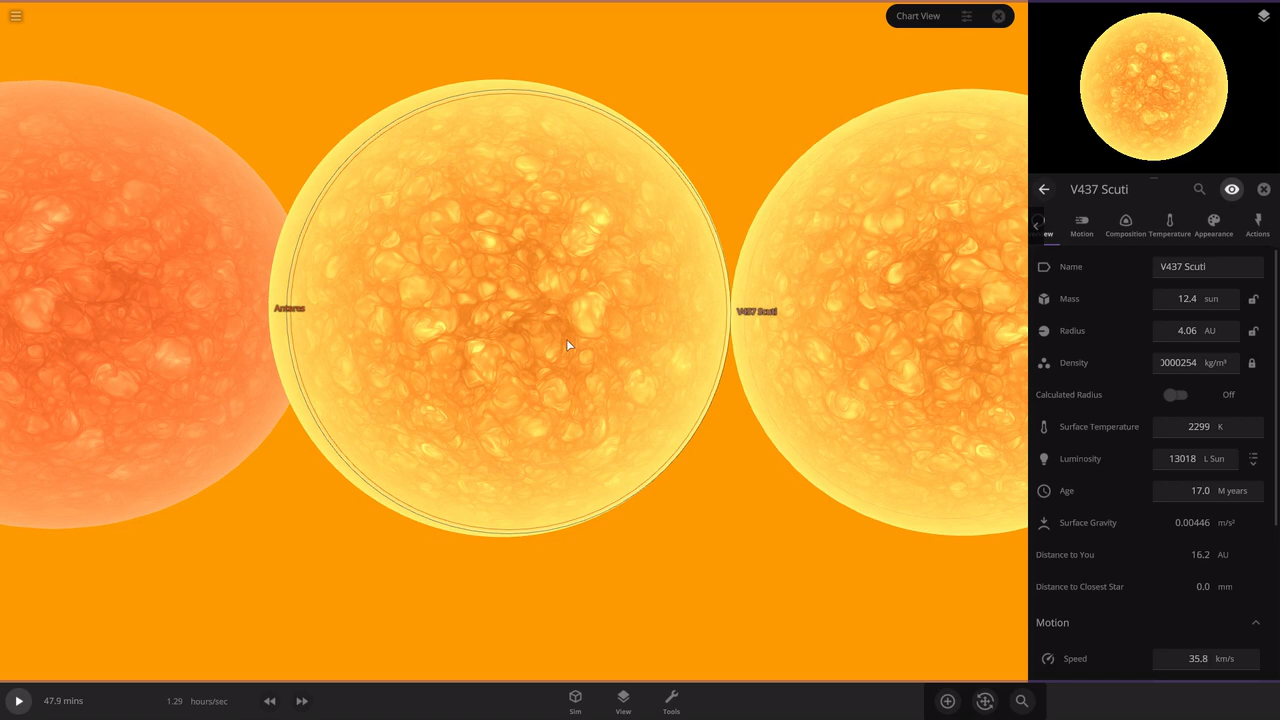 Chart View
Antares
V437 Scuti
V437 Scuti
Motion
Composition
Temperature
Appearance
Actions
Name V437 Scuti
Mass 12.4 sun
Radius 4.06 AU
Density 0000254 kg/m³
Calculated Radius Off
Surface Temperature 2299 K
Luminosity 13018 L Sun
Age 17.0 M years
Surface Gravity 0.00446 m/s²
Distance to You 16.2 AU
Distance to Closest Star 0.0 mm
Motion
Speed 35.8 km/s
47.9 mins
1.29 hours/sec
Sim
View
Tools